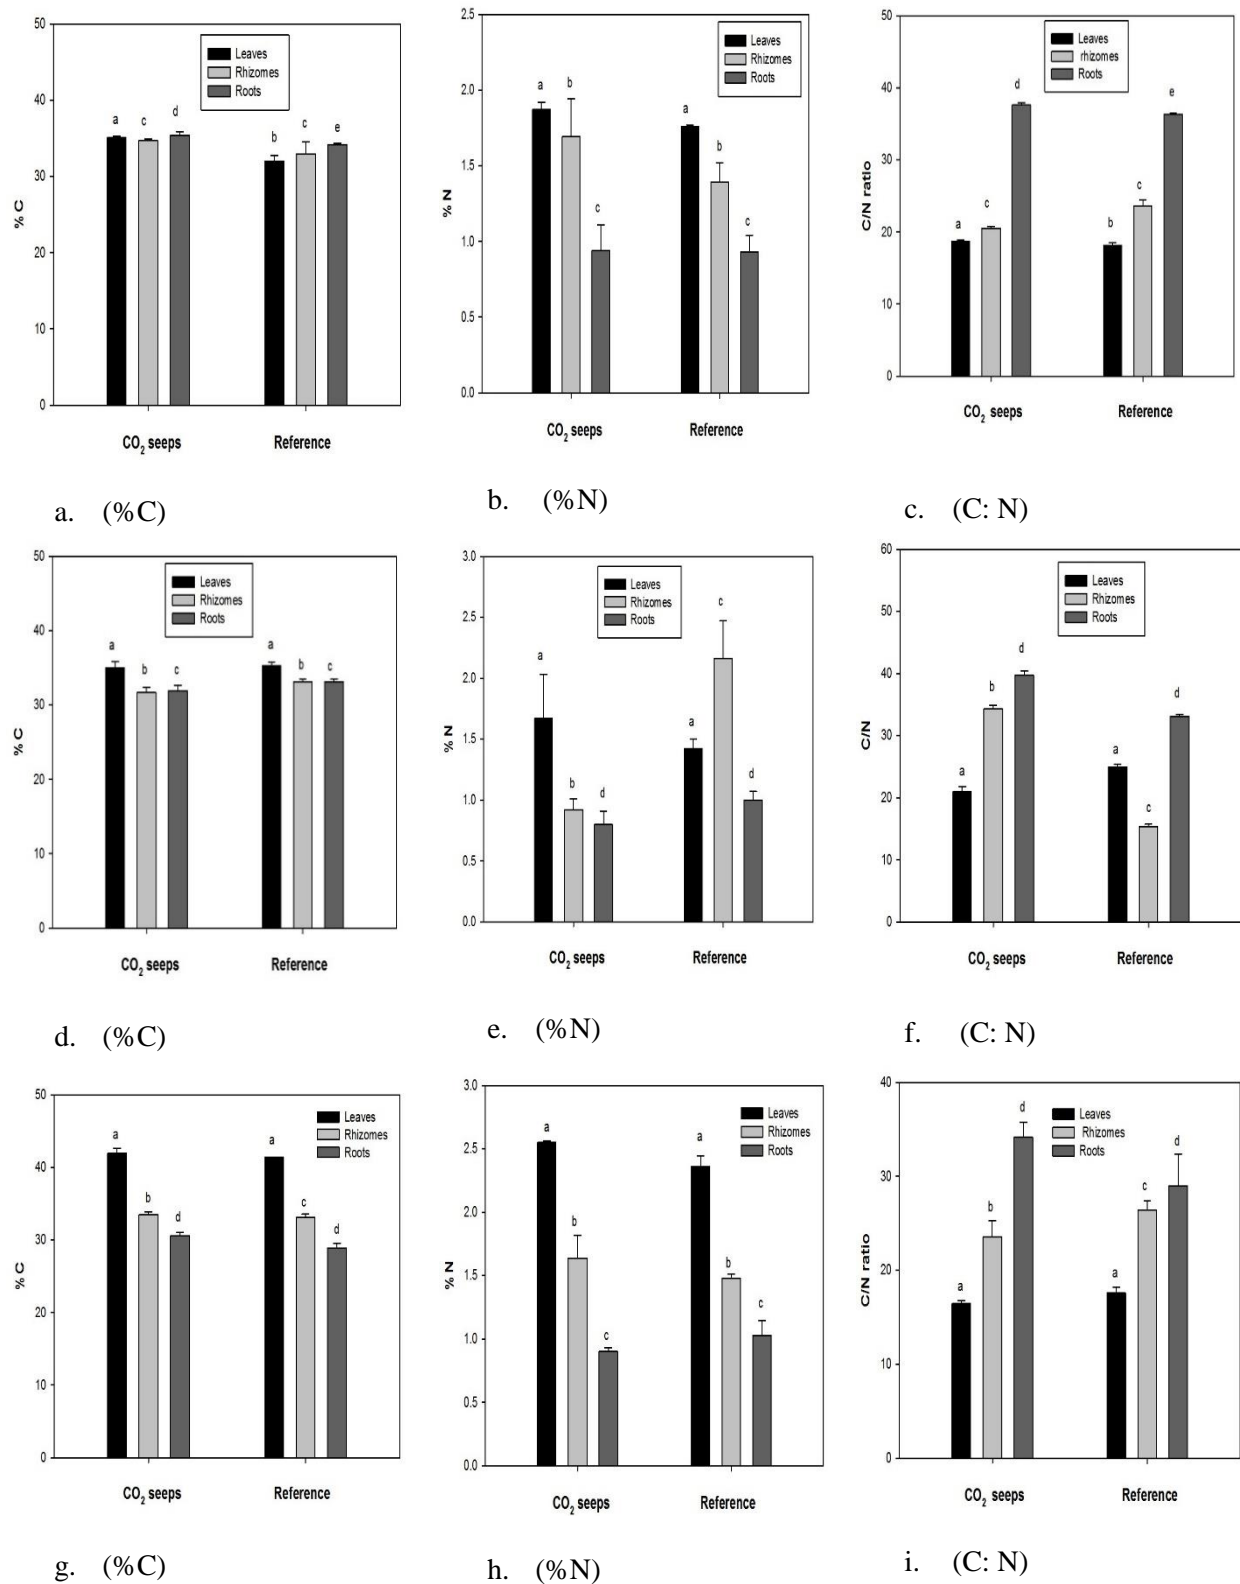 50
40
30
20
10
0
% C
Leaves
Rhizomes
Roots
a
c
d
b
c
e
CO2 seeps
Reference
a. (%C)
2.5
2.0
1.5
1.0
0.5
0.0
% N
Leaves
Rhizomes
Roots
a
b
c
a
b
c
CO2 seeps
Reference
b. (%N)
50
40
30
20
10
0
C/N ratio
Leaves
rhizomes
Roots
a
c
d
b
c
e
CO2 seeps
Reference
c. (C: N)
50
40
30
20
10
0
% C
Leaves
Rhizomes
Roots
a
b
c
a
b
c
CO2 seeps
Reference
d. (%C)
3.0
2.5
2.0
1.5
1.0
0.5
0.0
% N
Leaves
Rhizomes
Roots
a
b
d
a
c
d
CO2 seeps
Reference
e. (%N)
60
50
40
30
20
10
0
C/N
Leaves
Rhizomes
Roots
a
b
d
a
c
d
CO2 seeps
Reference
f. (C: N)
50
40
30
20
10
0
% C
Leaves
Rhizomes
Roots
a
b
d
a
c
d
CO2 seeps
Reference
g. (%C)
3.0
2.5
2.0
1.5
1.0
0.5
0.0
% N
Leaves
Rhizomes
Roots
a
b
c
a
b
c
CO2 seeps
Reference
h. (%N)
40
30
20
10
0
C/N ratio
Leaves
Rhizomes
Roots
a
b
d
a
c
d
CO2 seeps
Reference
i. (C: N)